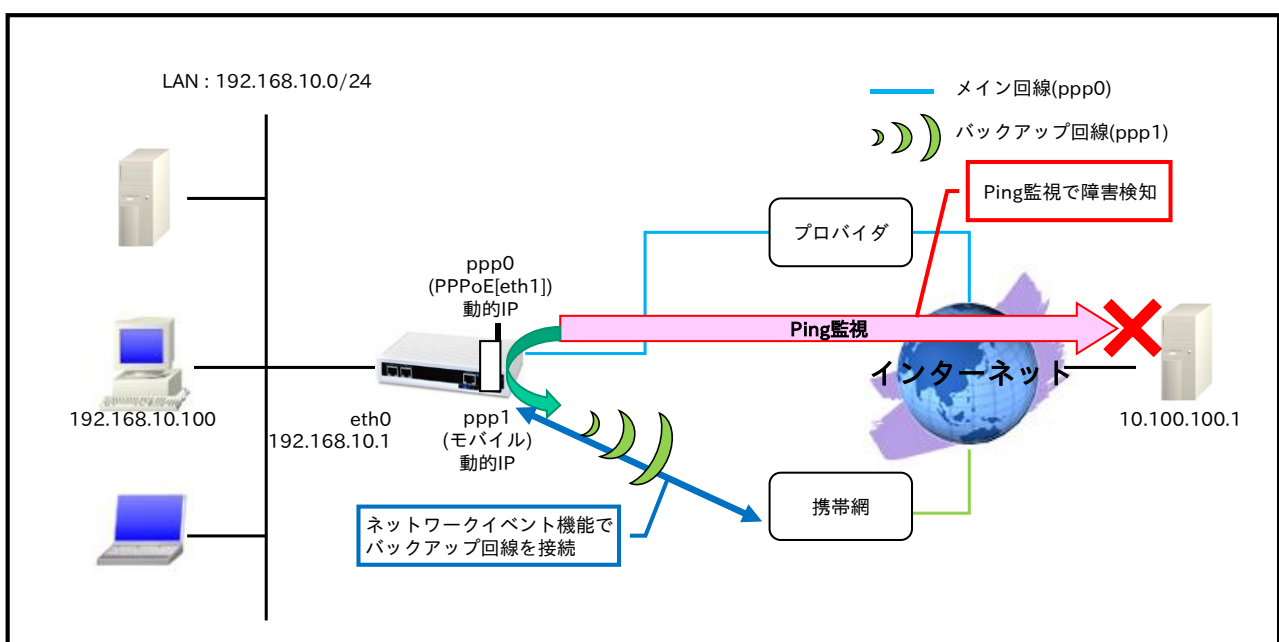 LAN : 192.168.10.0/24
メイン回線(ppp0)
バックアップ回線(ppp1)
Ping監視で障害検知
プロバイダ
ppp0
(PPPoE[eth1])
動的IP
Ping監視
インターネット
192.168.10.100
eth0
192.168.10.1
ppp1
(モバイル)
動的IP
10.100.100.1
携帯網
ネットワークイベント機能で
バックアップ回線を接続